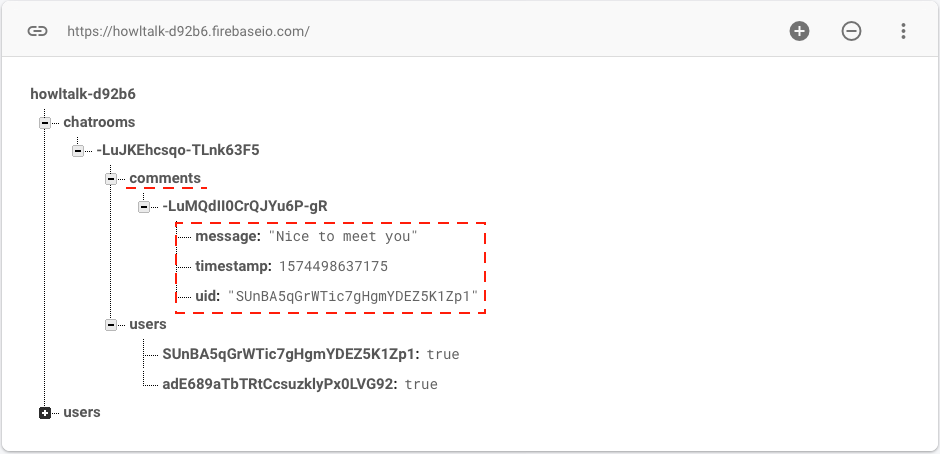 https://howltalk-d92b6.firebaseio.com/
howltalk-d92b6
chatrooms
-LuJKEhcsqo-TLnk63F5
comments
-LuMQdII0CrQJYu6P-gR
message: "Nice to meet you"
timestamp: 1574498637175
uid: "SUnBA5qGrWTic7gHgmYDEZ5K1Zp1"
users
SUnBA5qGrWTic7gHgmYDEZ5K1Zp1: true
adE689aTbTRtCcsuzklyPx0LVG92: true
users